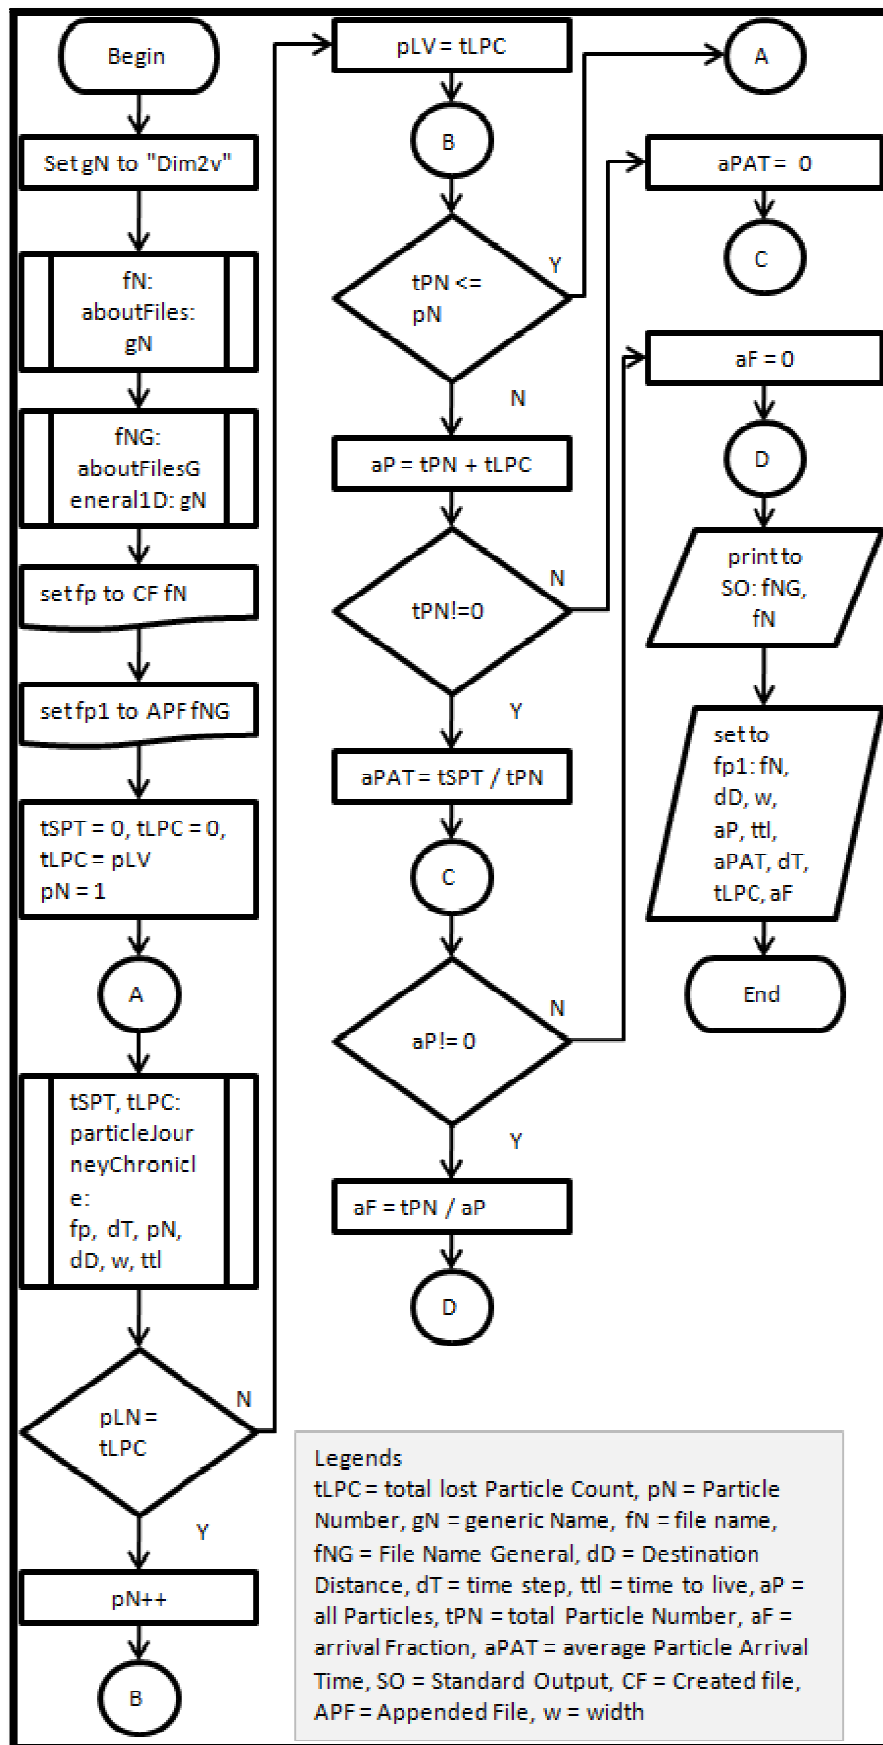 Begin
Set gN to "Dim2v"
fN:
aboutFiles:
gN
fNG:
aboutFilesG
eneral1D: gN
set fp to CF fN
set fp1 to APF fNG
tSPT = 0, tLPC = 0,
tLPC = pLV
pN = 1
A
tSPT, tLPC:
particleJour
neyChronicl
e:
fp, dT, pN,
dD, w, ttl
pLN =
tLPC
N
Y
pN++
B
pLV = tLPC
B
tPN <=
pN
Y
N
aP = tPN + tLPC
tPN!=0
N
Y
aPAT = tSPT / tPN
C
aP!= 0
N
Y
aF = tPN / aP
D
A
aPAT = 0
C
aF = 0
D
print to
SO: fNG,
fN
set to
fp1: fN,
dD, w,
aP, ttl,
aPAT, dT,
tLPC, aF
End
Legends
tLPC = total lost Particle Count, pN = Particle
Number, gN = generic Name, fN = file name,
fNG = File Name General, dD = Destination
Distance, dT = time step, ttl = time to live, aP =
all Particles, tPN = total Particle Number, aF =
arrival Fraction, aPAT = average Particle Arrival
Time, SO = Standard Output, CF = Created file,
APF = Appended File, w = width